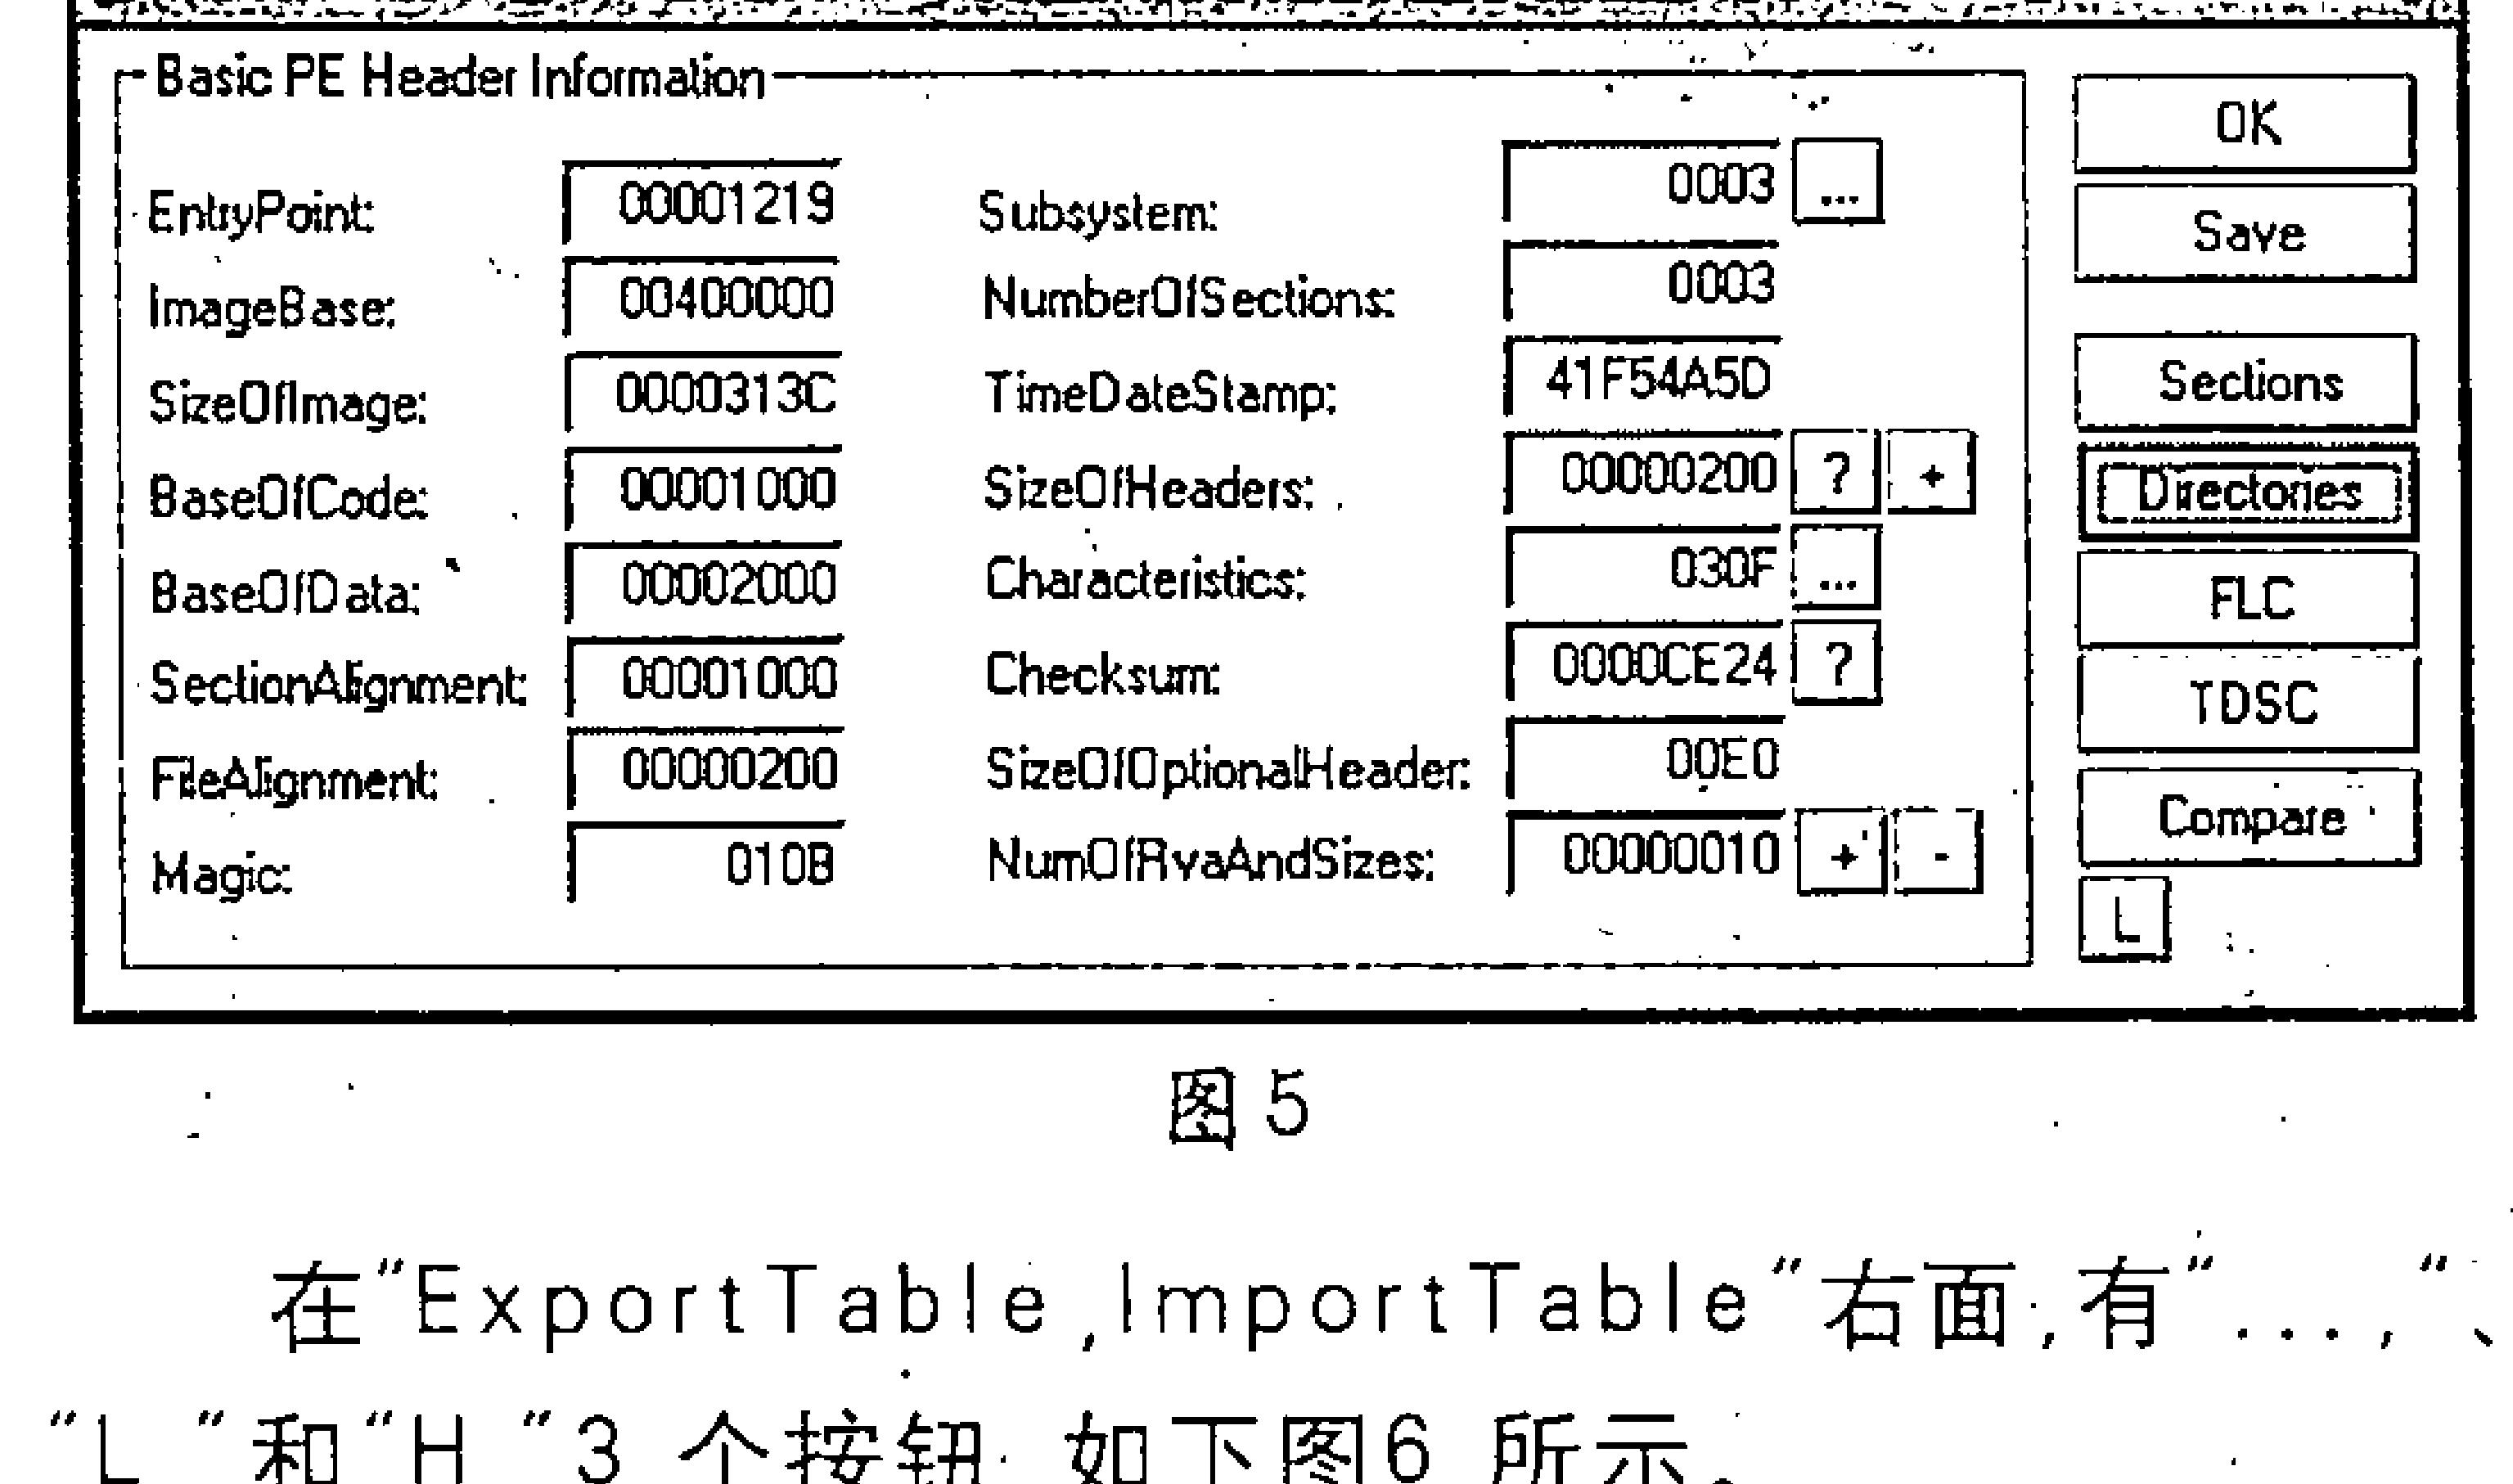 Basic PE Header Information
EntryPoint: 00001219 Subsystem: 0003 ... OK
ImageBase: 00400000 NumberOfSections: 0003 Save
SizeOfImage: 0000313C TimeDateStamp: 41F54A5D Sections
BaseOfCode: 00001000 SizeOfHeaders: 00000200 ? + Directories
BaseOfData: 00002000 Characteristics: 030F ... FLC
SectionAlignment: 00001000 Checksum: 0000CE24 ? TDSC
FileAlignment: 00000200 SizeOfOptionalHeader: 00E0 Compare
Magic: 010B NumOfRvaAndSizes: 00000010 + - L
图 5
在“ExportTable,ImportTable”右面,有“...,“、
“L”和“H“3 个按钮 如下图6 所示。